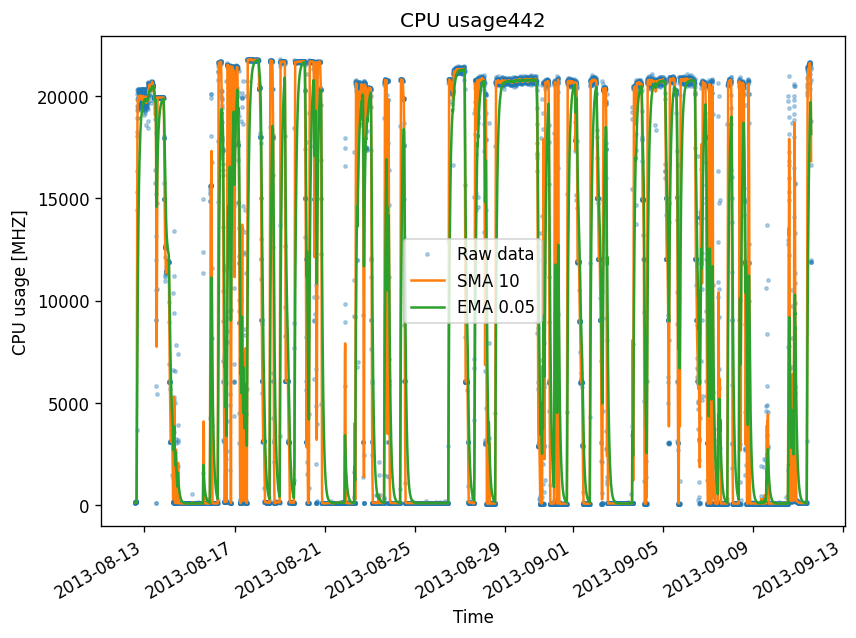 CPU usage442
CPU usage [MHZ]
20000
15000
10000
5000
0
Raw data
SMA 10
EMA 0.05
2013-08-13
2013-08-17
2013-08-21
2013-08-25
2013-08-29
2013-09-01
2013-09-05
2013-09-09
2013-09-13
Time